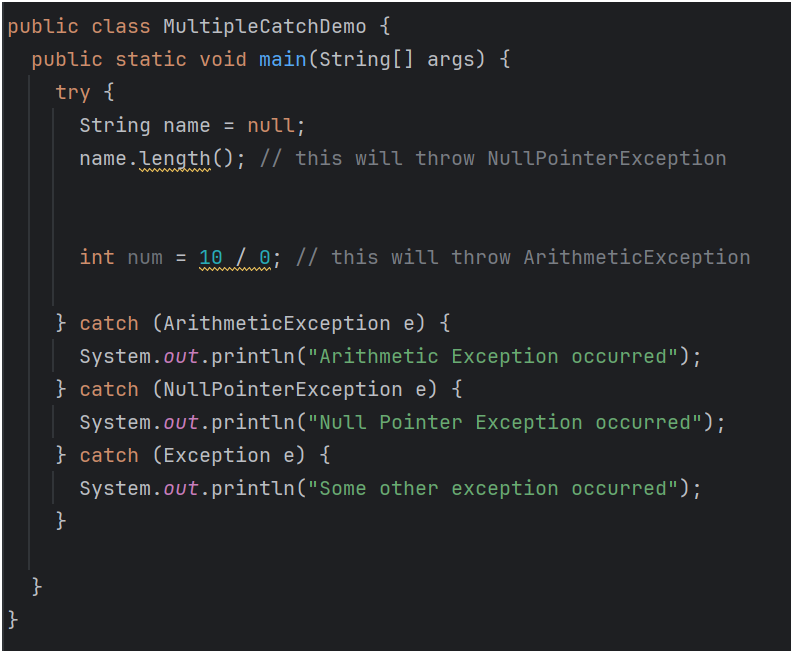 public class MultipleCatchDemo {
  public static void main(String[] args) {
    try {
      String name = null;
      name.length(); // this will throw NullPointerException
      int num = 10 / 0; // this will throw ArithmeticException
    } catch (ArithmeticException e) {
      System.out.println("Arithmetic Exception occurred");
    } catch (NullPointerException e) {
      System.out.println("Null Pointer Exception occurred");
    } catch (Exception e) {
      System.out.println("Some other exception occurred");
    }
  }
}